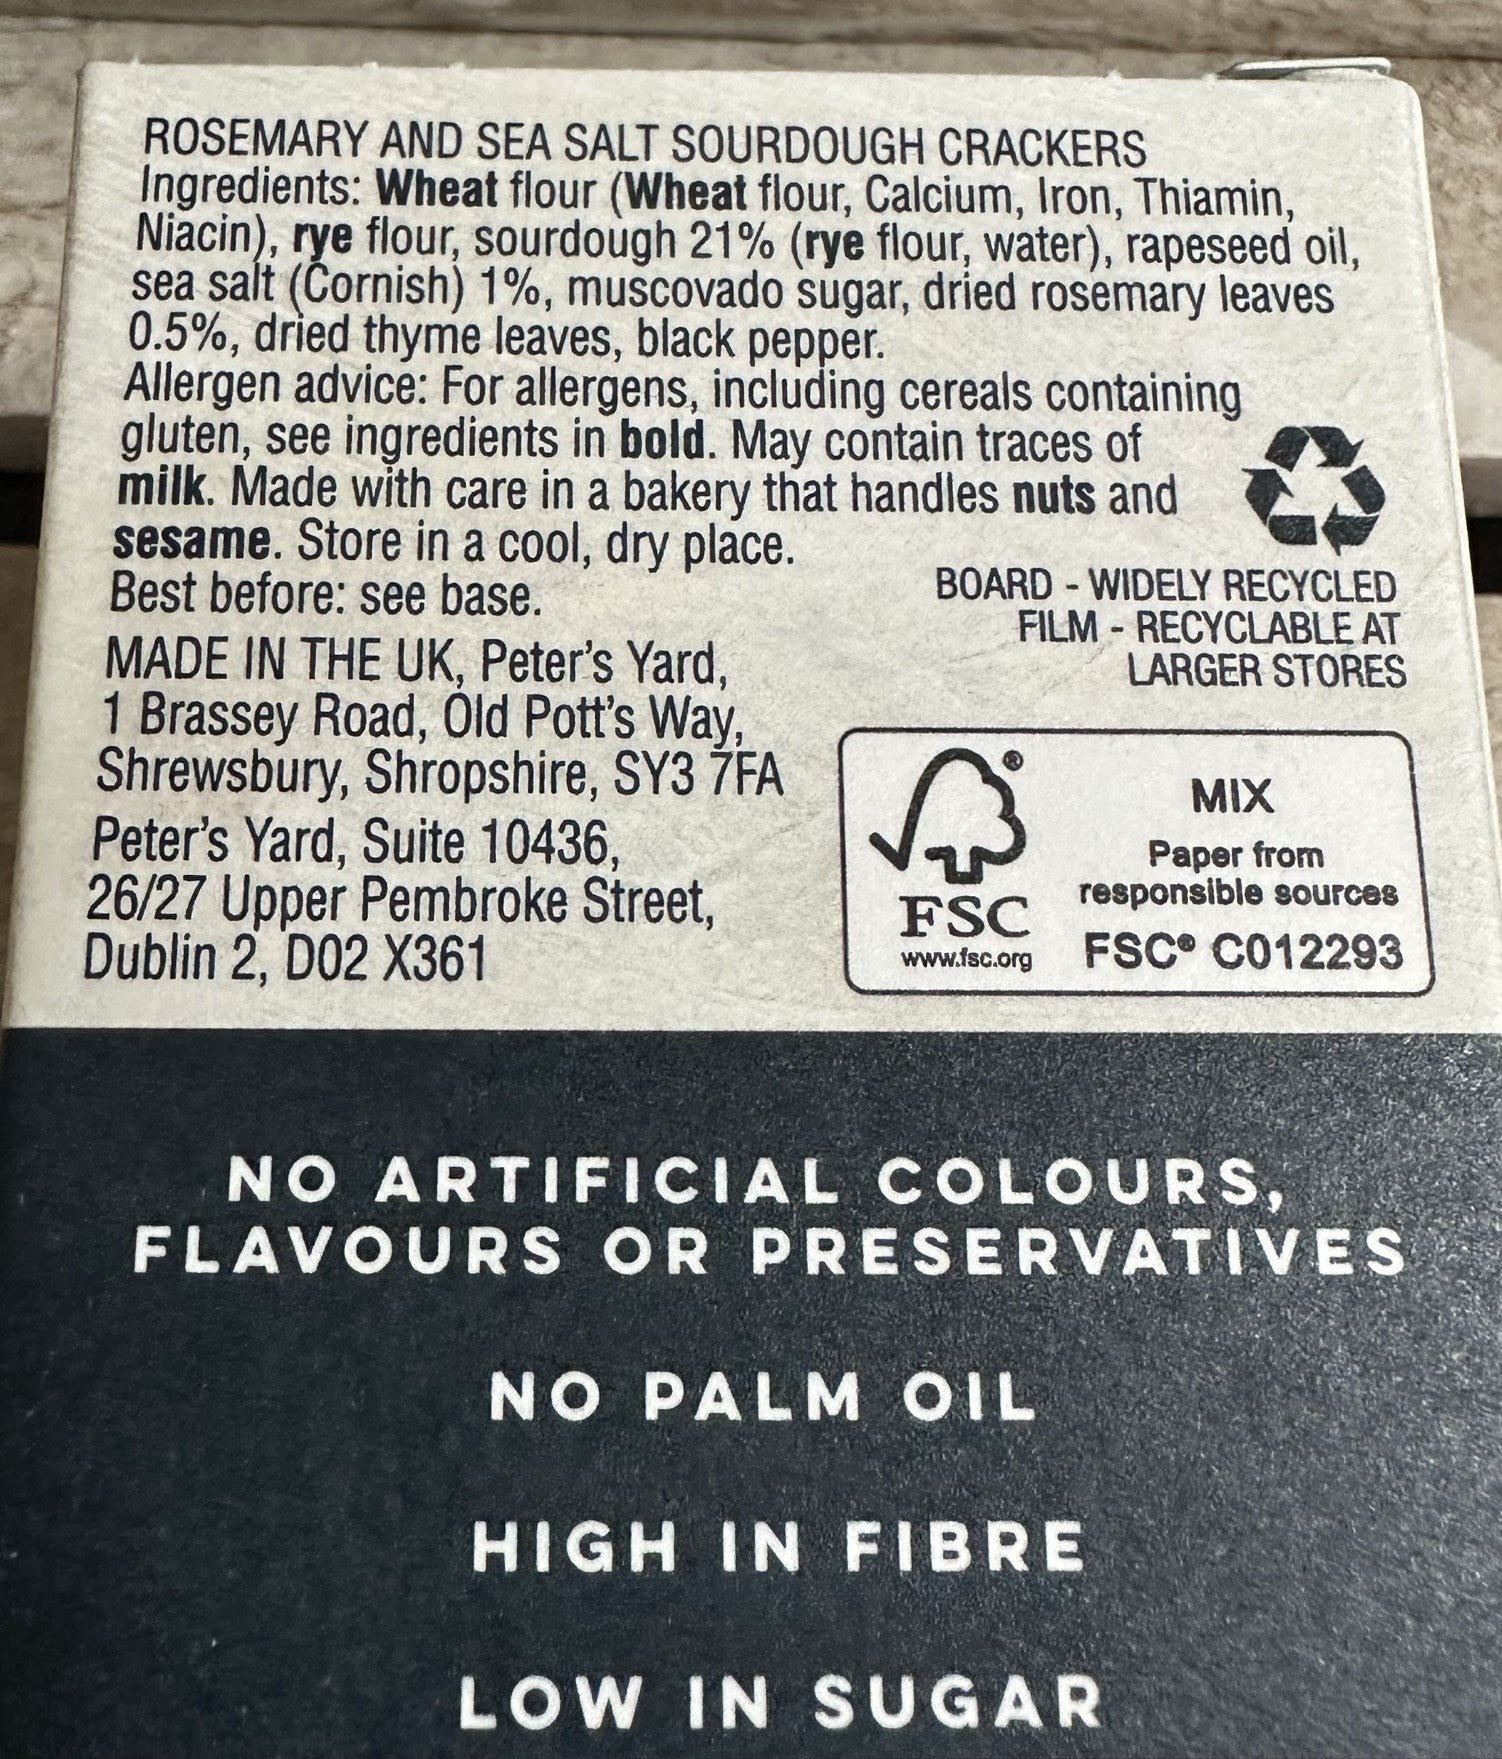 ROSEMARY AND SEA SALT SOURDOUGH CRACKERS
Ingredients: Wheat flour (Wheat flour, Calcium, Iron, Thiamin,
Niacin), rye flour, sourdough 21% (rye flour, water), rapeseed oil,
sea salt (Cornish) 1%, muscovado sugar, dried rosemary leaves
0.5%, dried thyme leaves, black pepper.
Allergen advice: For allergens, including cereals containing
gluten, see ingredients in bold. May contain traces of
milk. Made with care in a bakery that handles nuts and
sesame. Store in a cool, dry place.
Best before: see base.
BOARD - WIDELY RECYCLED
FILM - RECYCLABLE AT
LARGER STORES
MADE IN THE UK, Peter's Yard,
1 Brassey Road, Old Pott's Way,
Shrewsbury, Shropshire, SY3 7FA
Peter's Yard, Suite 10436,
26/27 Upper Pembroke Street,
Dublin 2, D02 X361
®
FSC
www.fsc.org
MIX
Paper from
responsible sources
FSC® C012293
NO ARTIFICIAL COLOURS,
FLAVOURS OR PRESERVATIVES
NO PALM OIL
HIGH IN FIBRE
LOW IN SUGAR